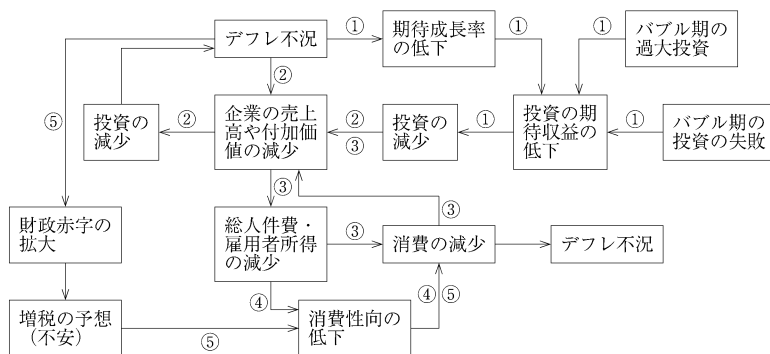 デフレ不況
①
期待成長率
の低下
①
①
バブル期の
過大投資
②
⑤
投資の
減少
②
企業の売上
高や付加価
値の減少
②
③
投資の
減少
①
投資の期
待収益の
低下
①
バブル期の
投資の失敗
③
③
財政赤字の
拡大
総人件費・
雇用者所得
の減少
③
消費の減少
デフレ不況
④
④
⑤
増税の予想
(不安)
⑤
消費性向の
低下